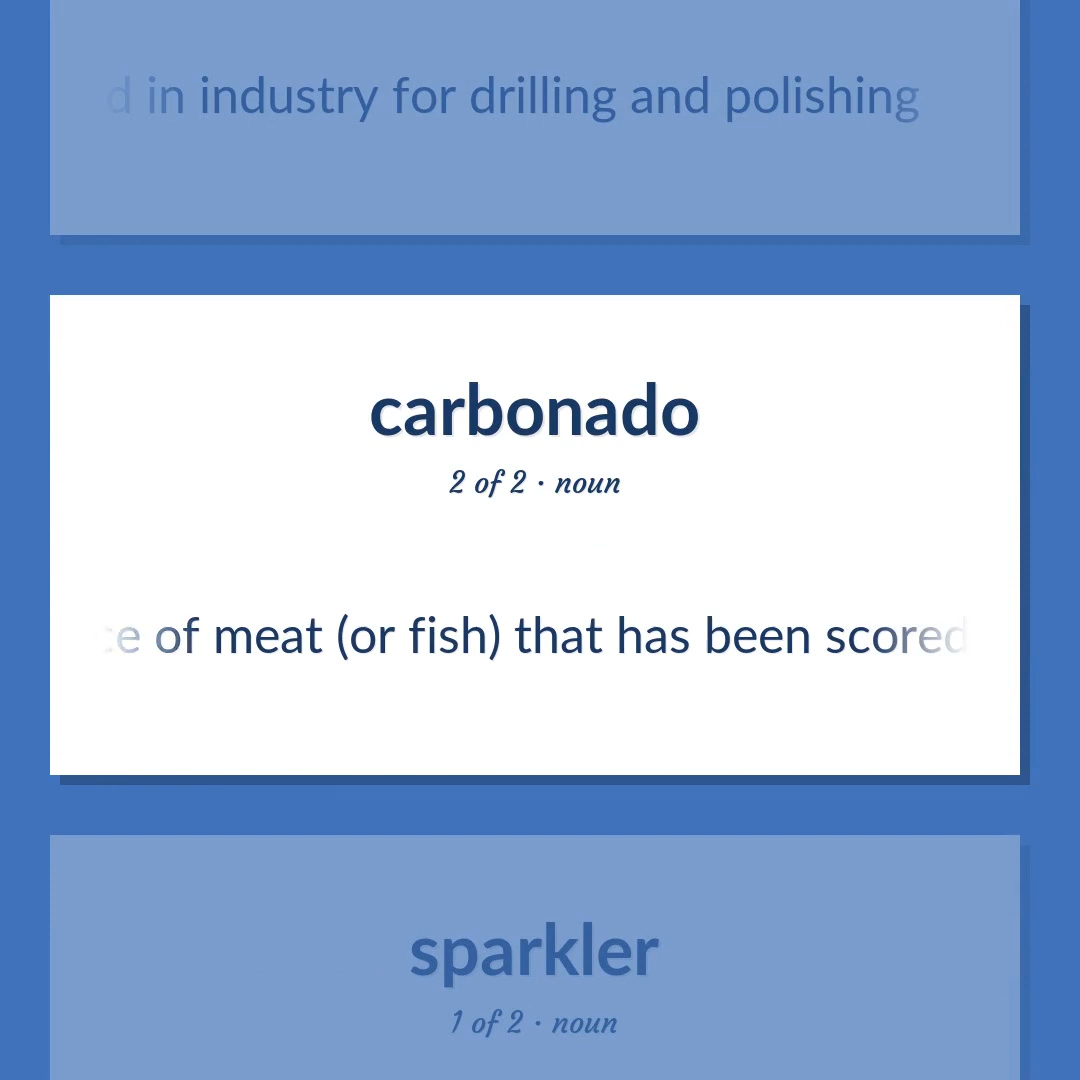 in industry for drilling and polishing
carbonado
2 of 2 · noun
of meat (or fish) that has been scored
sparkler
1 of 2 · noun